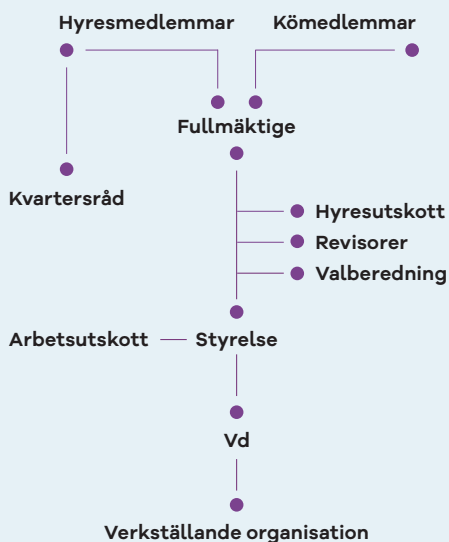 Hyresmedlemmar
Kömedlemmar
Fullmäktige
Kvartersråd
Hyresutskott
Revisorer
Valberedning
Arbetsutskott
Styrelse
Vd
Verkställande organisation